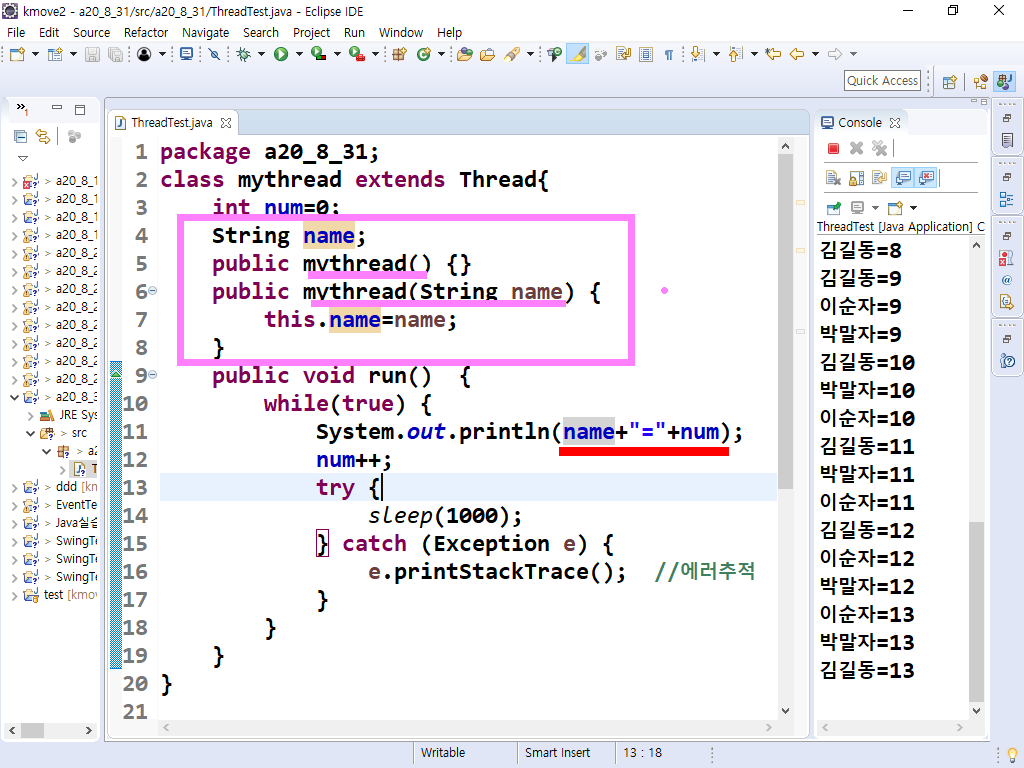 kmove2 - a20_8_31/src/a20_8_31/ThreadTest.java - Eclipse IDE
File Edit Source Refactor Navigate Search Project Run Window Help
Quick Access
ThreadTest.java
Console
a20_8_1
a20_8_1
a20_8_1
a20_8_1
a20_8_2
a20_8_2
a20_8_2
a20_8_2
a20_8_2
a20_8_2
a20_8_2
a20_8_2
a20_8_3
JRE Sys
> src
> a2
ddd [km
EventTe
Java실습
SwingTe
SwingTe
SwingTe
test [kmov
1 package a20_8_31;
2 class mythread extends Thread{
3 int num=0;
4 String name;
5 public mythread() {}
6 public mythread(String name) {
7 this.name=name;
8 }
9 public void run() {
10 while(true) {
11 System.out.println(name+"="+num);
12 num++;
13 try {
14 sleep(1000);
15 } catch (Exception e) {
16 e.printStackTrace(); //에러추적
17 }
18 }
19 }
20 }
21
ThreadTest [Java Application] C
김길동=8
김길동=9
이순자=9
박말자=9
김길동=10
박말자=10
이순자=10
김길동=11
박말자=11
이순자=11
김길동=12
이순자=12
박말자=12
이순자=13
박말자=13
김길동=13
Writable
Smart Insert
13 : 18